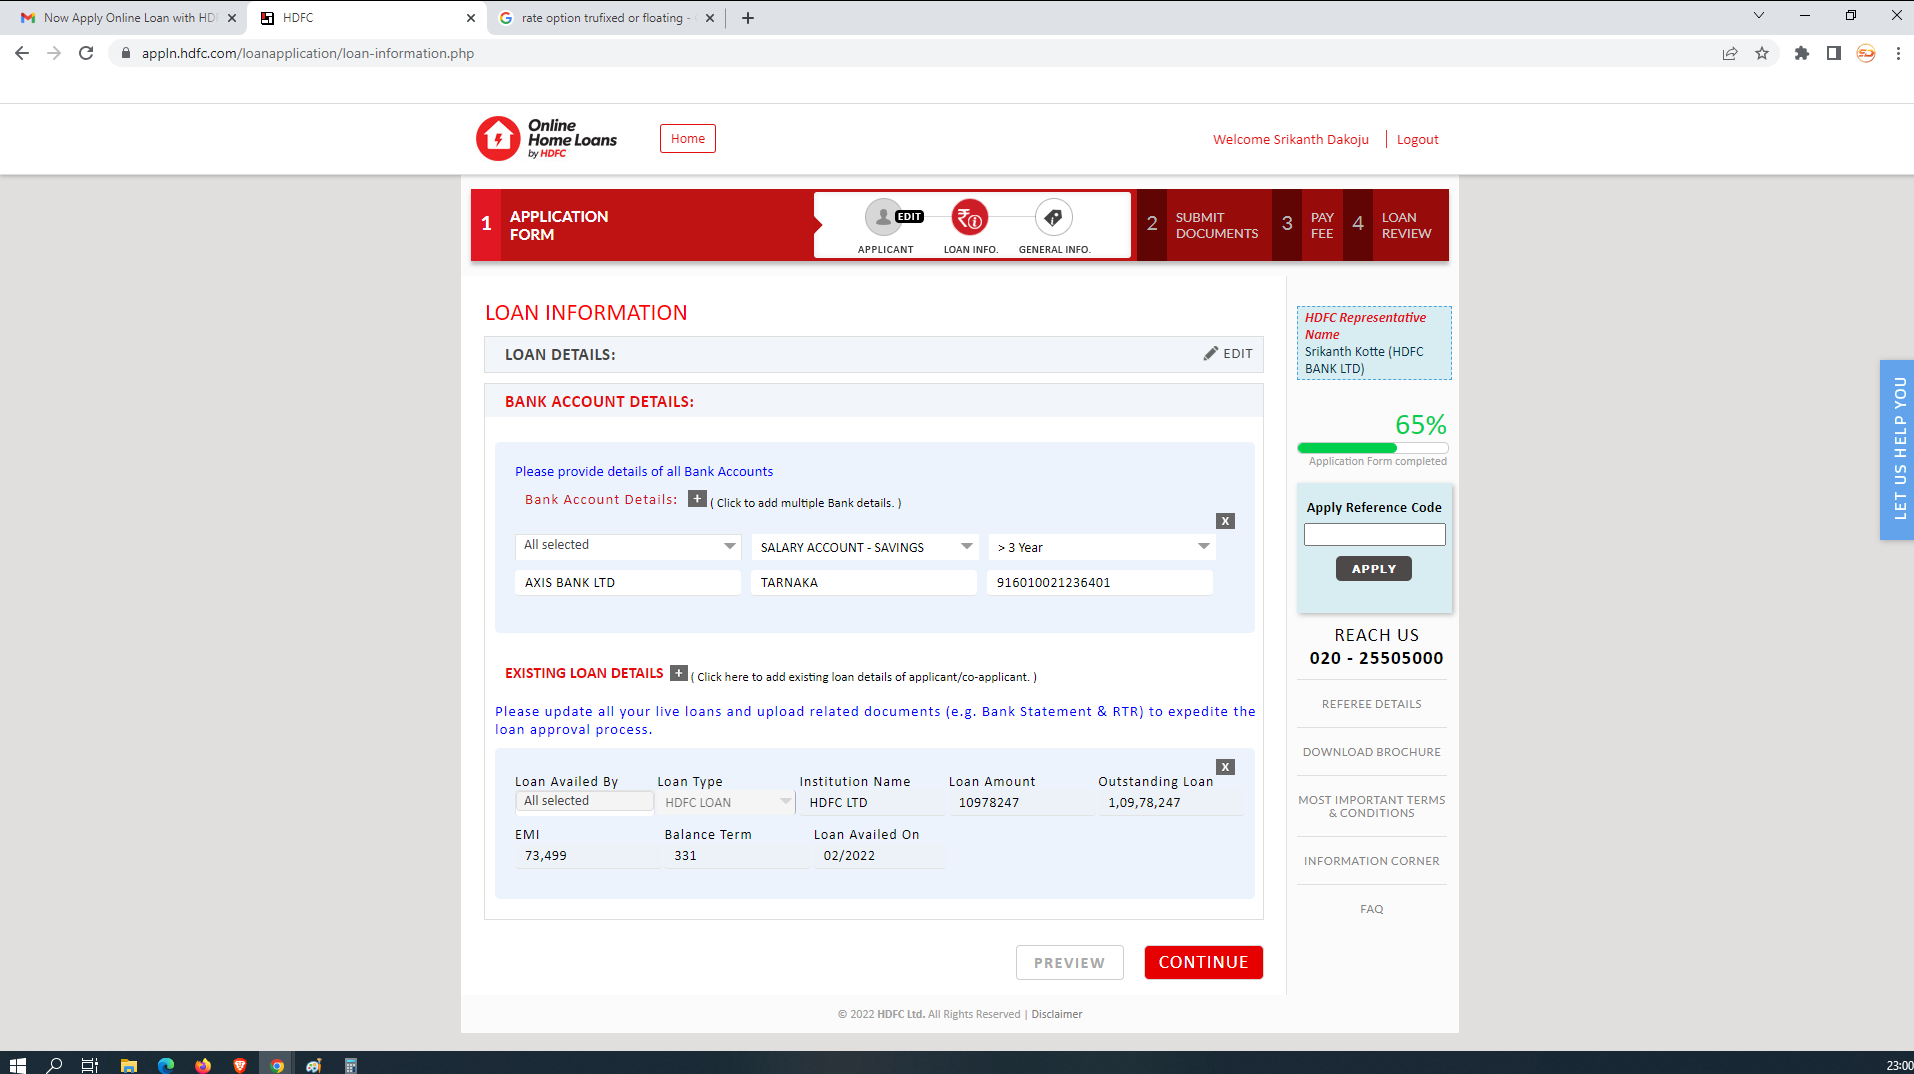 Now Apply Online Loan with HDF
HDFC
rate option trufixed or floating -
appln.hdfc.com/loanapplication/loan-information.php
Online
Home Loans
by HDFC
Home
Welcome Srikanth Dakoju
Logout
1
APPLICATION
FORM
EDIT
APPLICANT
LOAN INFO.
GENERAL INFO.
2
SUBMIT
DOCUMENTS
3
PAY
FEE
4
LOAN
REVIEW
LOAN INFORMATION
LOAN DETAILS:
EDIT
BANK ACCOUNT DETAILS:
Please provide details of all Bank Accounts
Bank Account Details: + ( Click to add multiple Bank details. )
X
All selected
SALARY ACCOUNT - SAVINGS
> 3 Year
AXIS BANK LTD
TARNAKA
916010021236401
EXISTING LOAN DETAILS + ( Click here to add existing loan details of applicant/co-applicant. )
Please update all your live loans and upload related documents (e.g. Bank Statement & RTR) to expedite the
loan approval process.
X
Loan Availed By Loan Type Institution Name Loan Amount Outstanding Loan
All selected HDFC LOAN HDFC LTD 10978247 1,09,78,247
EMI Balance Term Loan Availed On
73,499 331 02/2022
PREVIEW
CONTINUE
HDFC Representative
Name
Srikanth Kotte (HDFC
BANK LTD)
65%
Application Form completed
Apply Reference Code
APPLY
REACH US
020 - 25505000
REFEREE DETAILS
DOWNLOAD BROCHURE
MOST IMPORTANT TERMS
& CONDITIONS
INFORMATION CORNER
FAQ
LET US HELP YOU
© 2022 HDFC Ltd. All Rights Reserved | Disclaimer
23:00